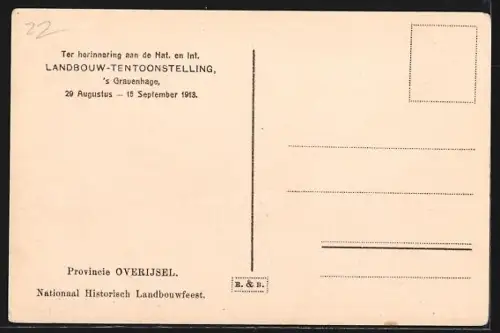 22
Ter herinnering aan de Nat. en Int.
LANDBOUW-TENTOONSTELLING,
's Gravenhage,
29 Augustus — 15 September 1913.
Provincie OVERIJSEL.
Nationaal Historisch Landbouwfeest.
E. & B.